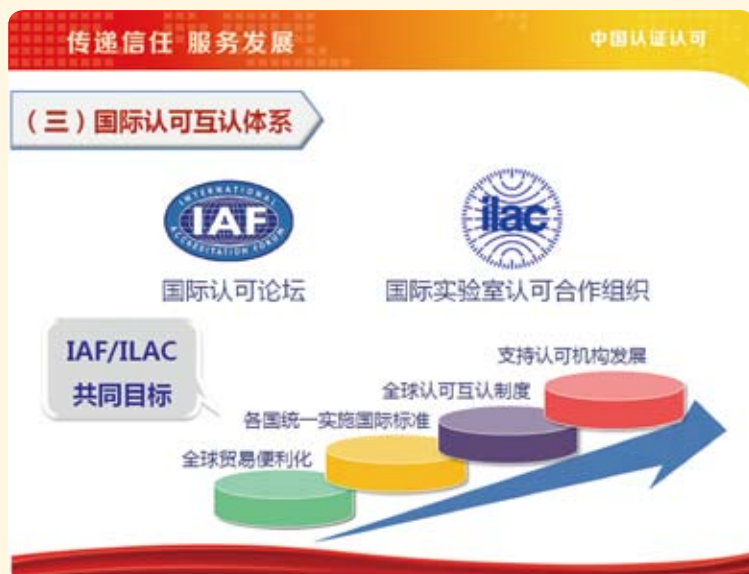 传递信任 服务发展
中国认证认可
（三）国际认可互认体系
INTERNATIONAL
IAF
ACCREDITATION FORUM
ilac
国际认可论坛
国际实验室认可合作组织
IAF/ILAC
共同目标
支持认可机构发展
全球认可互认制度
各国统一实施国际标准
全球贸易便利化